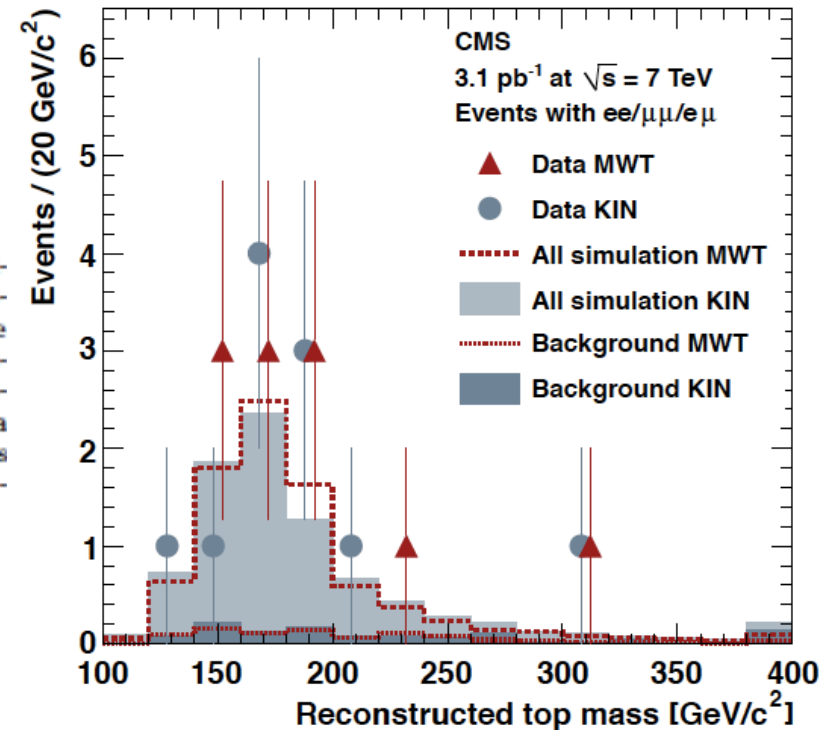 Events / (20 GeV/c²)
6
5
4
3
2
1
0
CMS
3.1 pb⁻¹ at √s = 7 TeV
Events with ee/μμ/eμ
Data MWT
Data KIN
All simulation MWT
All simulation KIN
Background MWT
Background KIN
100 150 200 250 300 350 400
Reconstructed top mass [GeV/c²]